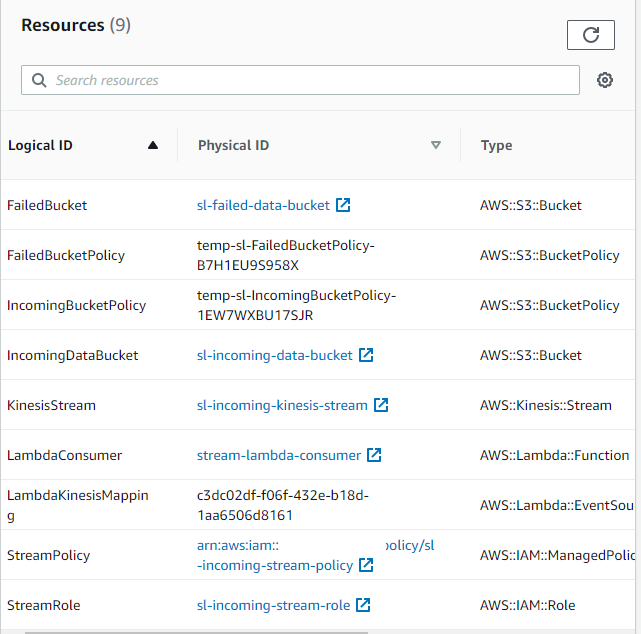 Resources (9)
Search resources
Logical ID Physical ID Type
FailedBucket sl-failed-data-bucket AWS::S3::Bucket
FailedBucketPolicy temp-sl-FailedBucketPolicy- AWS::S3::BucketPolicy
B7H1EU9S958X
IncomingBucketPolicy temp-sl-IncomingBucketPolicy- AWS::S3::BucketPolicy
1EW7WXBU17SJR
IncomingDataBucket sl-incoming-data-bucket AWS::S3::Bucket
KinesisStream sl-incoming-kinesis-stream AWS::Kinesis::Stream
LambdaConsumer stream-lambda-consumer AWS::Lambda::Function
LambdaKinesisMappin c3dc02df-f06f-432e-b18d- AWS::Lambda::EventSou
g 1aa6506d8161
StreamPolicy arn:aws:iam:: policy/sl AWS::IAM::ManagedPolic
-incoming-stream-policy
StreamRole sl-incoming-stream-role AWS::IAM::Role